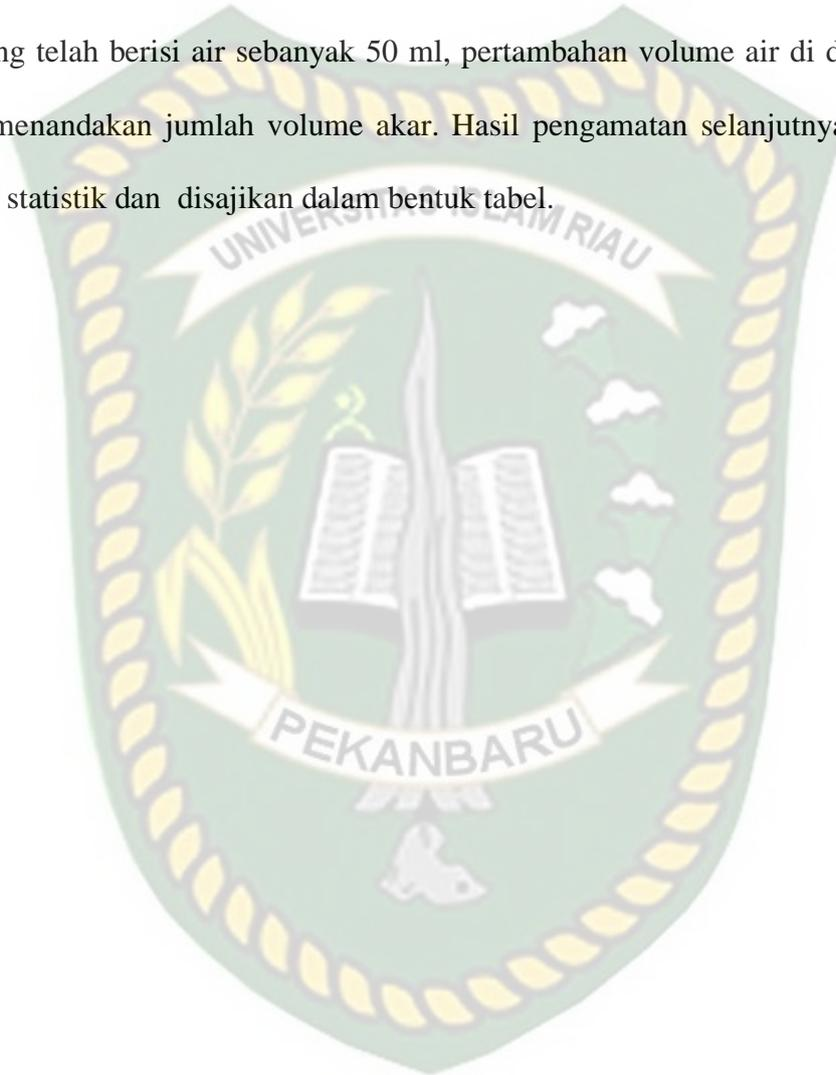 ng telah berisi air sebanyak 50 ml, pertambahan volume air di d
menandakan jumlah volume akar. Hasil pengamatan selanjutnya
statistik dan disajikan dalam bentuk tabel.
UNIVERSITAS ISLAM RIAU
PEKANBARU